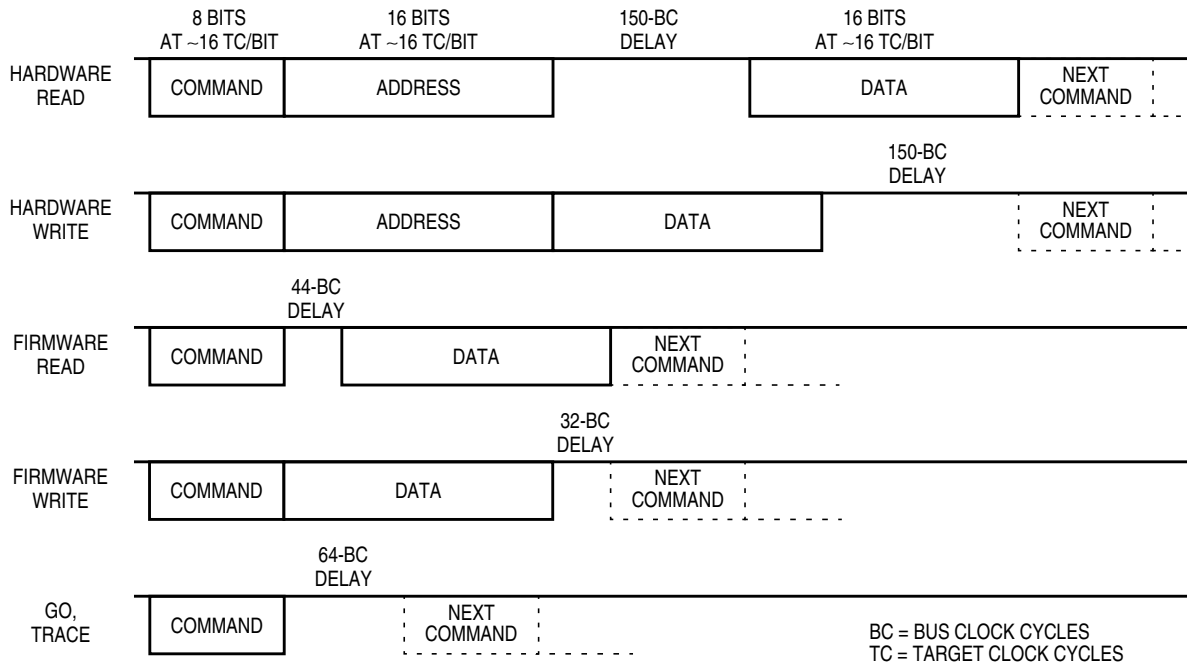 8 BITS
AT ~16 TC/BIT
16 BITS
AT ~16 TC/BIT
150-BC
DELAY
16 BITS
AT ~16 TC/BIT
HARDWARE
READ
COMMAND
ADDRESS
DATA
NEXT
COMMAND
150-BC
DELAY
HARDWARE
WRITE
COMMAND
ADDRESS
DATA
NEXT
COMMAND
44-BC
DELAY
FIRMWARE
READ
COMMAND
DATA
NEXT
COMMAND
32-BC
DELAY
FIRMWARE
WRITE
COMMAND
DATA
NEXT
COMMAND
64-BC
DELAY
GO,
TRACE
COMMAND
NEXT
COMMAND
BC = BUS CLOCK CYCLES
TC = TARGET CLOCK CYCLES